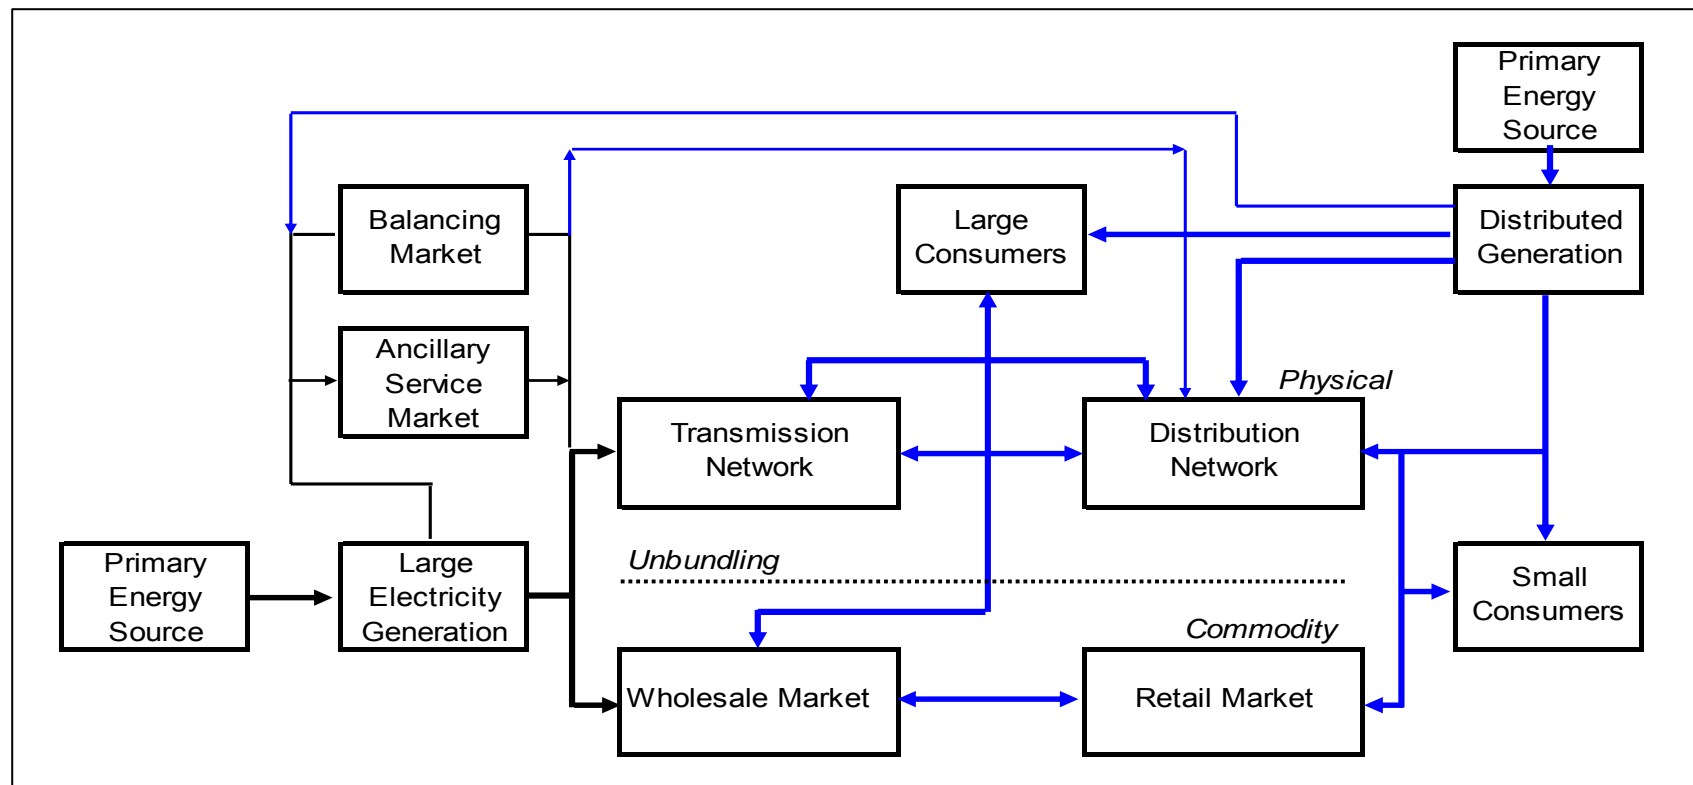 Primary
Energy
Source
Balancing
Market
Large
Consumers
Distributed
Generation
Ancillary
Service
Market
Physical
Transmission
Network
Distribution
Network
Unbundling
Primary
Energy
Source
Large
Electricity
Generation
Small
Consumers
Commodity
Wholesale Market
Retail Market